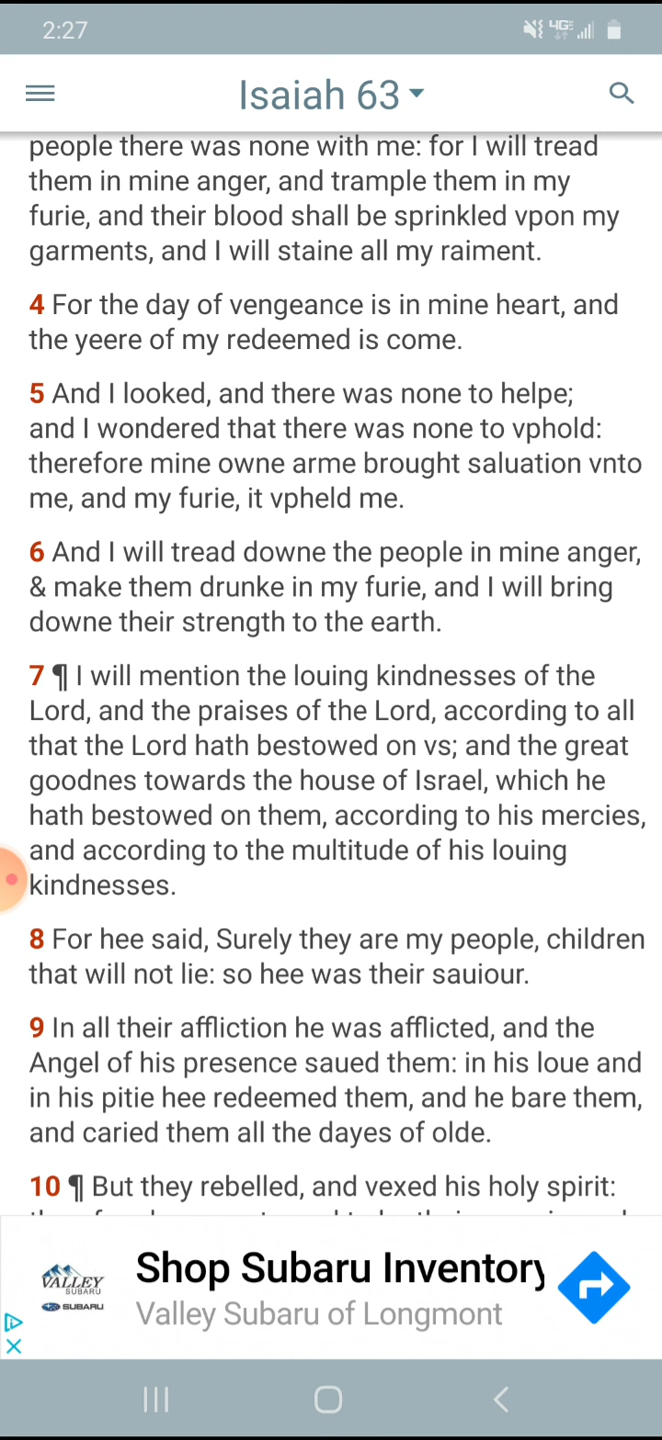 2:27
4GE
Isaiah 63
people there was none with me: for I will tread
them in mine anger, and trample them in my
furie, and their blood shall be sprinkled vpon my
garments, and I will staine all my raiment.
4 For the day of vengeance is in mine heart, and
the yeere of my redeemed is come.
5 And I looked, and there was none to helpe;
and I wondered that there was none to vphold:
therefore mine owne arme brought saluation vnto
me, and my furie, it vpheld me.
6 And I will tread downe the people in mine anger,
& make them drunke in my furie, and I will bring
downe their strength to the earth.
7 ¶ I will mention the louing kindnesses of the
Lord, and the praises of the Lord, according to all
that the Lord hath bestowed on vs; and the great
goodnes towards the house of Israel, which he
hath bestowed on them, according to his mercies,
and according to the multitude of his louing
kindnesses.
8 For hee said, Surely they are my people, children
that will not lie: so hee was their sauiour.
9 In all their affliction he was afflicted, and the
Angel of his presence saued them: in his loue and
in his pitie hee redeemed them, and he bare them,
and caried them all the dayes of olde.
10 ¶ But they rebelled, and vexed his holy spirit:
VALLEY
SUBARU
SUBARU
Shop Subaru Inventory
Valley Subaru of Longmont